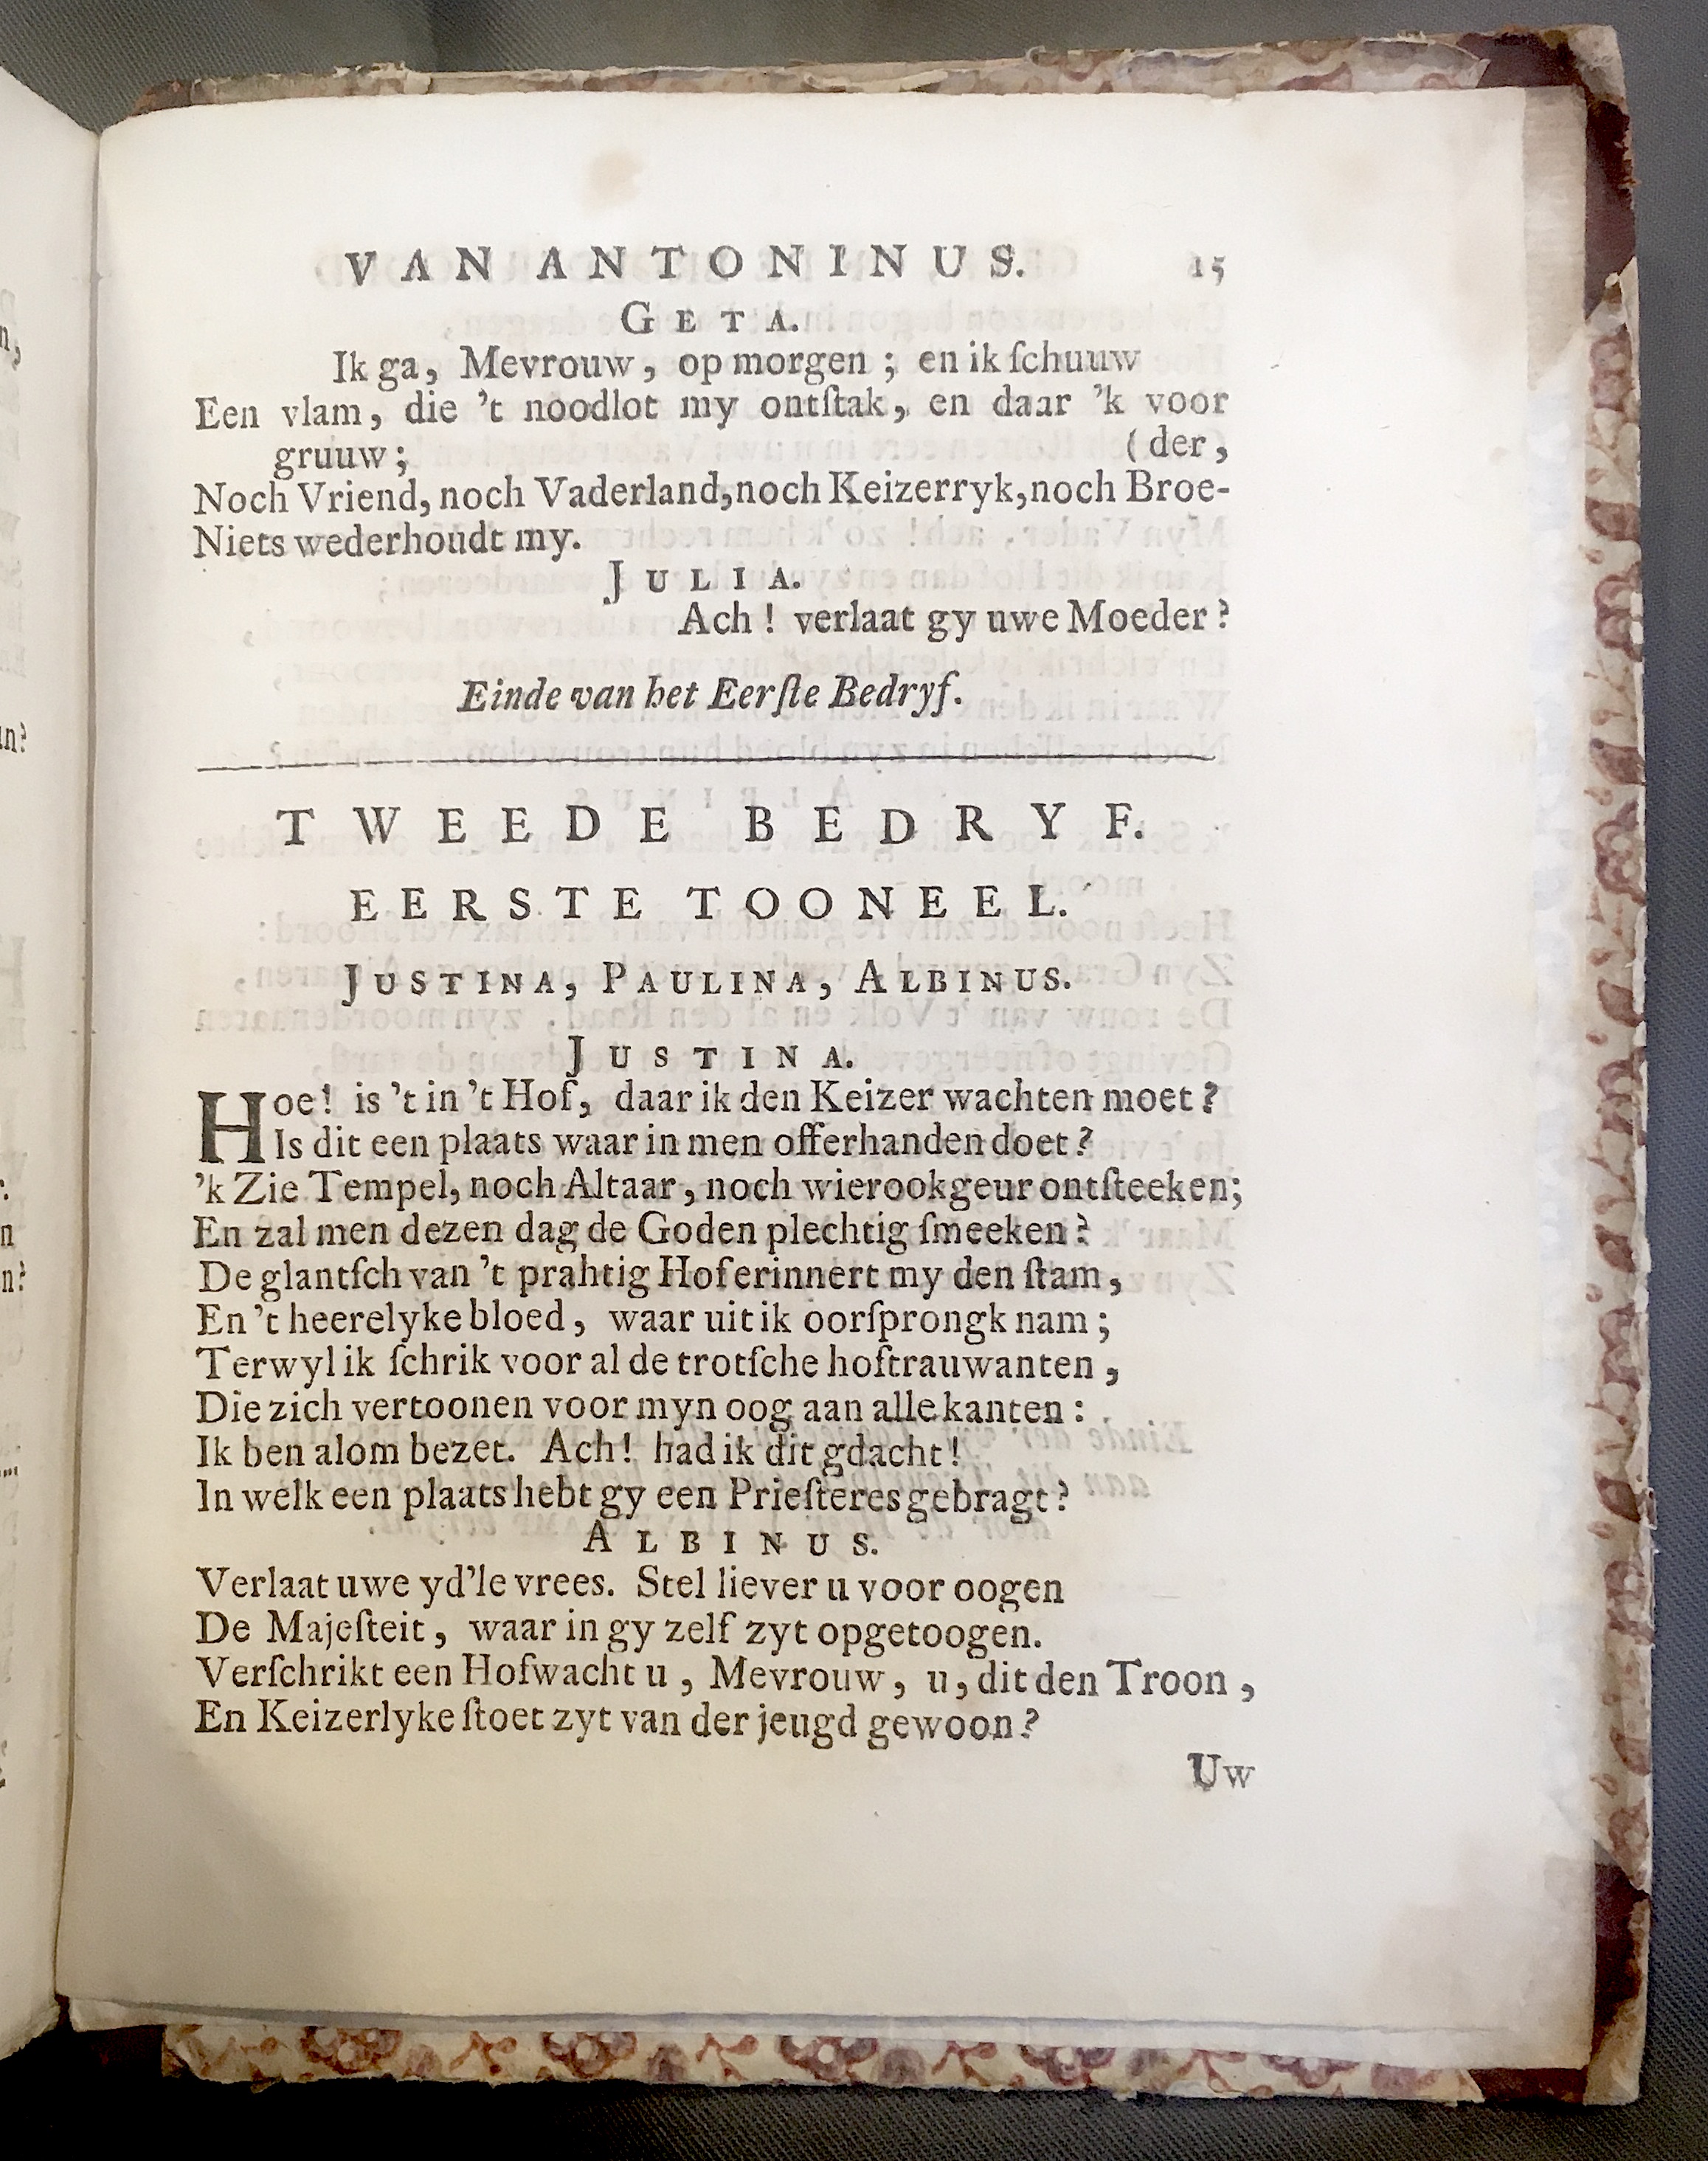 VAN ANTONINUS. 15
GETA.
Ik ga, Mevrouw, op morgen; en ik ſchuuw
Een vlam, die 't noodlot my ontſtak, en daar 'k voor
gruuw; (der,
Noch Vriend, noch Vaderland, noch Keizerryk, noch Broe-
Niets wederhoudt my.
JULIA.
Ach! verlaat gy uwe Moeder?
Einde van het Eerſte Bedryf.
TWEEDE BEDRYF.
EERSTE TOONEEL.
JUSTINA, PAULINA, ALBINUS.
JUSTINA.
Hoe! is 't in 't Hof, daar ik den Keizer wachten moet?
Is dit een plaats waar in men offerhanden doet?
'k Zie Tempel, noch Altaar, noch wierookgeur ontſteeken;
En zal men dezen dag de Goden plechtig ſmeeken?
De glantſch van 't prahtig Hof erinnert my den ſtam,
En 't heerelyke bloed, waar uit ik oorſprongk nam;
Terwyl ik ſchrik voor al de trotſche hoftrauwanten,
Die zich vertoonen voor myn oog aan alle kanten:
Ik ben alom bezet. Ach! had ik dit gdacht!
In welk een plaats hebt gy een Prieſteres gebragt?
ALBINUS.
Verlaat uwe yd'le vrees. Stel liever u voor oogen
De Majeſteit, waar in gy zelf zyt opgetoogen.
Verſchrikt een Hofwacht u, Mevrouw, u, dit den Troon,
En Keizerlyke ſtoet zyt van der jeugd gewoon?
Uw